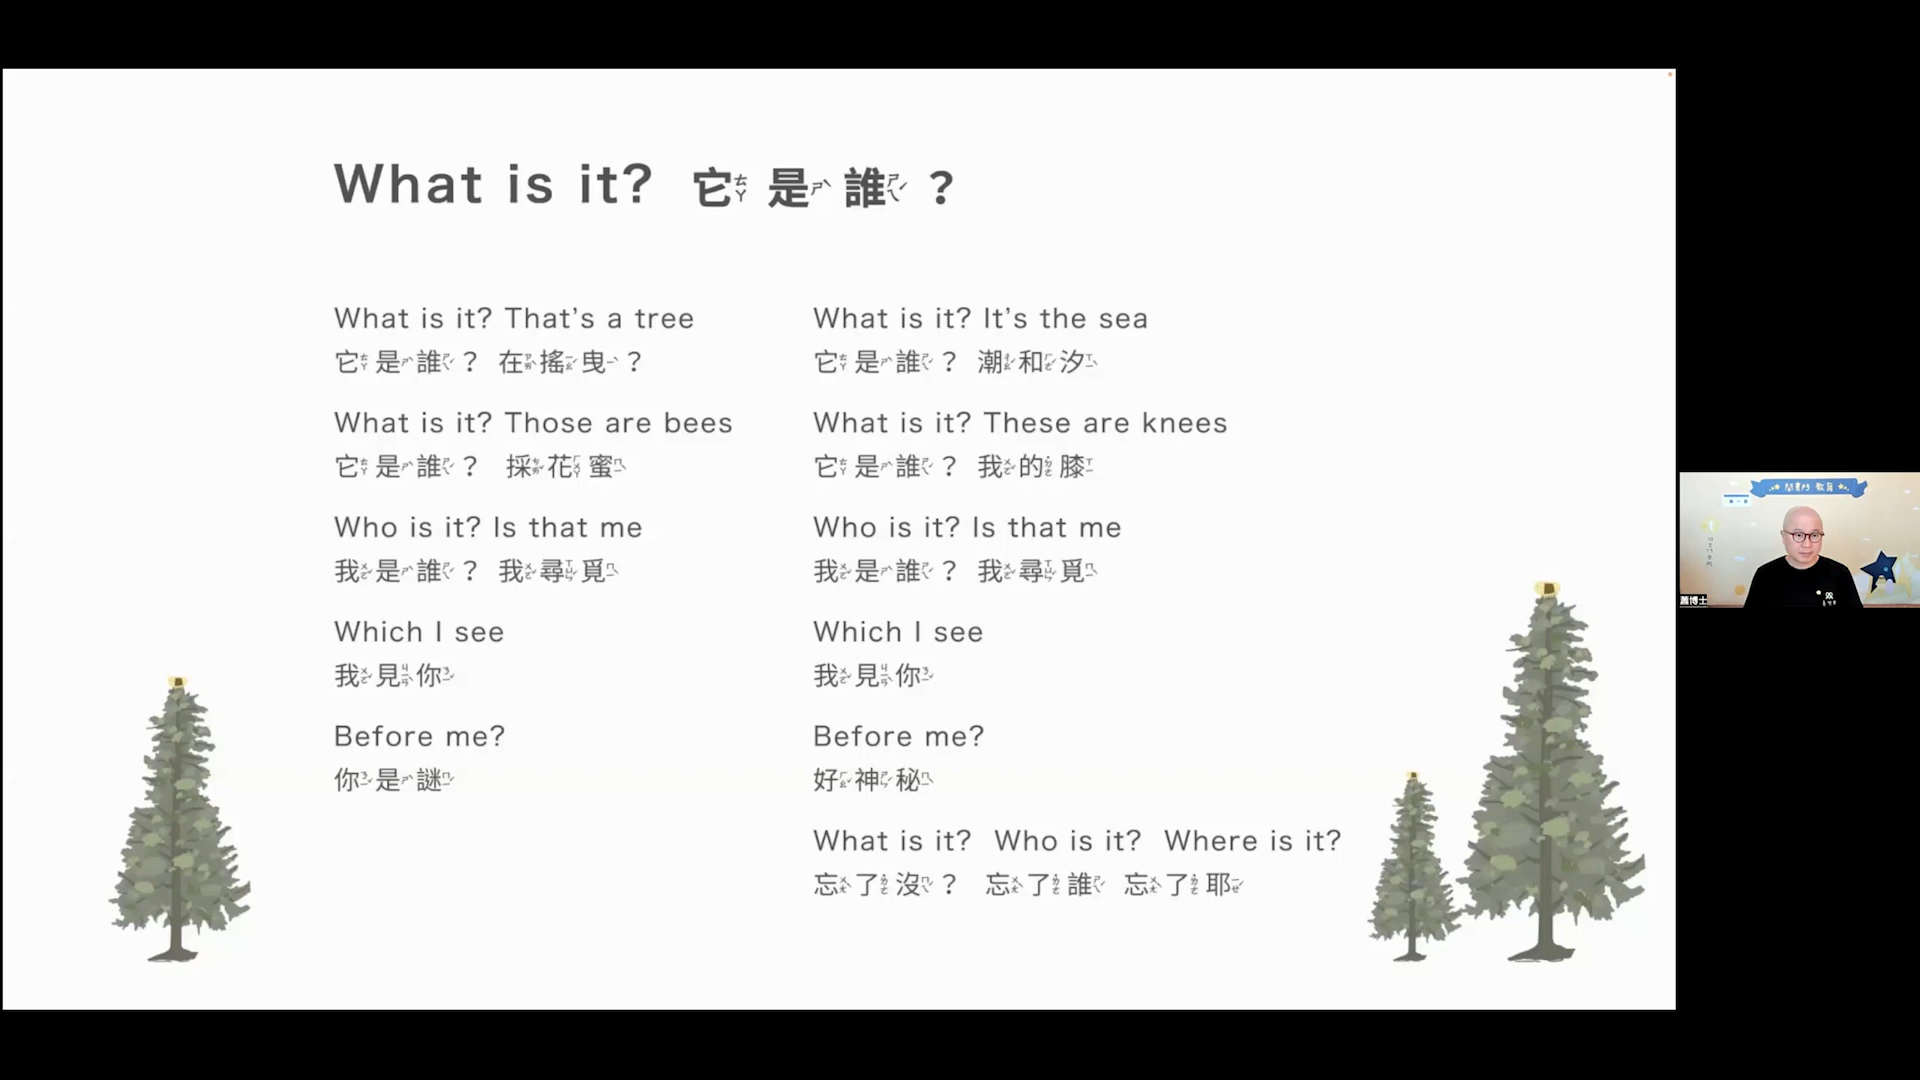 What is it? 它是誰？
What is it? That's a tree
它是誰？ 在搖曳？
What is it? Those are bees
它是誰？ 採花蜜
Who is it? Is that me
我是誰？ 我尋覓
Which I see
我見你
Before me?
你是謎
What is it? It's the sea
它是誰？ 潮和汐
What is it? These are knees
它是誰？ 我的膝
Who is it? Is that me
我是誰？ 我尋覓
Which I see
我見你
Before me?
好神秘
What is it? Who is it? Where is it?
忘了沒？ 忘了誰 忘了耶
蕭博士